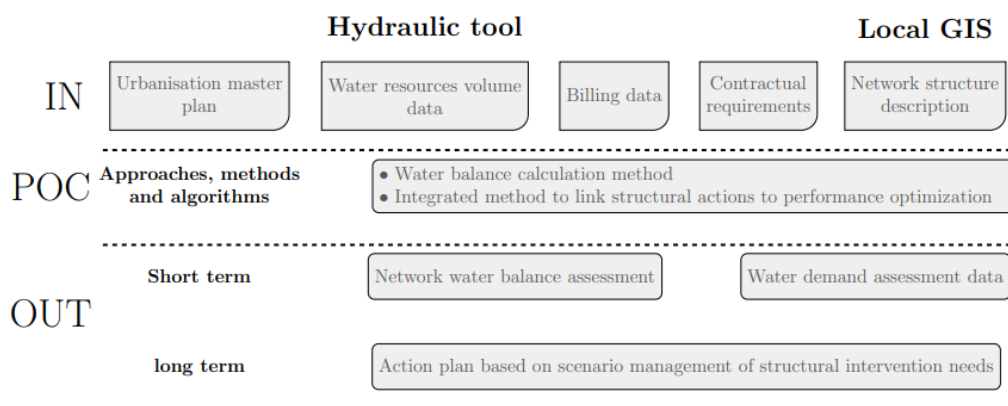 Hydraulic tool
Local GIS
IN
Urbanisation master
plan
Water resources volume
data
Billing data
Contractual
requirements
Network structure
description
POC
Approaches, methods
and algorithms
• Water balance calculation method
• Integrated method to link structural actions to performance optimization
OUT
Short term
Network water balance assessment
Water demand assessment data
long term
Action plan based on scenario management of structural intervention needs